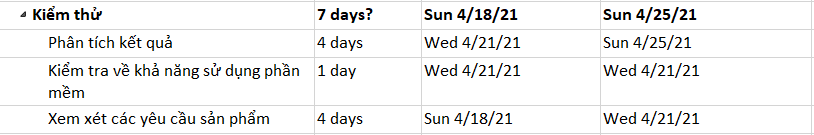 Kiểm thử 7 days? Sun 4/18/21 Sun 4/25/21
Phân tích kết quả 4 days Wed 4/21/21 Sun 4/25/21
Kiểm tra về khả năng sử dụng phần 1 day Wed 4/21/21 Wed 4/21/21
mềm
Xem xét các yêu cầu sản phẩm 4 days Sun 4/18/21 Wed 4/21/21